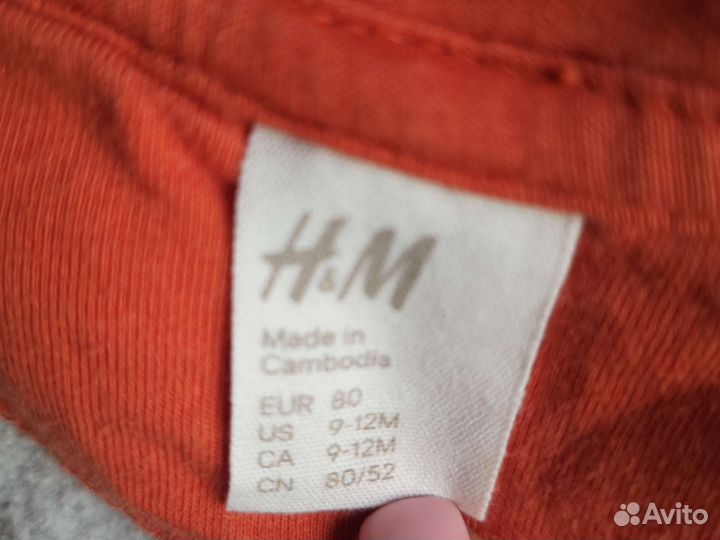 H&M
Made in
Cambodia
EUR 80
US 9-12M
CA 9-12M
CN 80/52
Avito